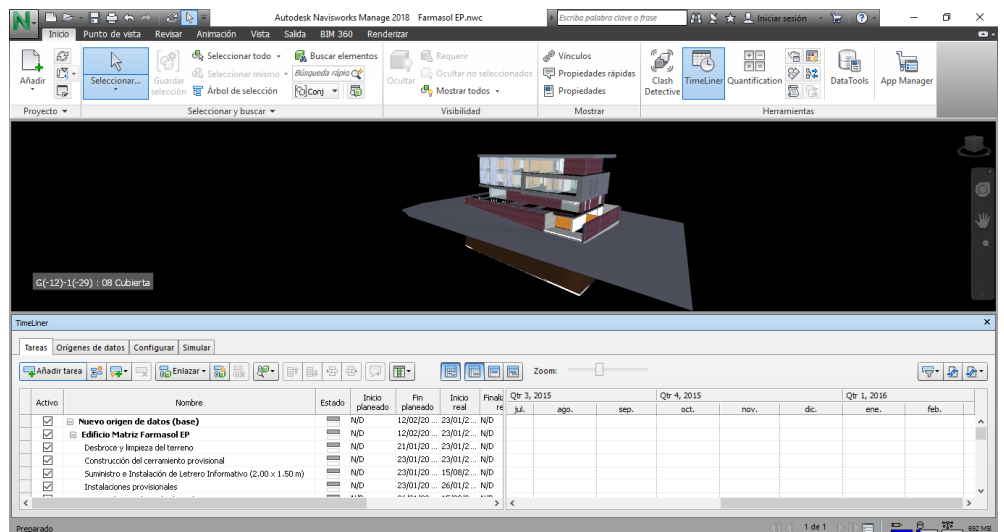 Autodesk Navisworks Manage 2018 Farmasol EP.nwc
Escriba palabra clave o frase
Iniciar sesión
Inicio Punto de vista Revisar Animación Vista Salida BIM 360 Renderizar
Añadir
Seleccionar...
Guardar selección
Seleccionar todo
Seleccionar mismo
Árbol de selección
Buscar elementos
Búsqueda rápida
Conj
Ocultar
Requerir
Ocultar no seleccionados
Mostrar todos
Vínculos
Propiedades rápidas
Propiedades
Clash Detective
TimeLiner
Quantification
DataTools
App Manager
Proyecto Seleccionar y buscar Visibilidad Mostrar Herramientas
G(-12)-1(-29) : 08 Cubierta
TimeLiner
Tareas Orígenes de datos Configurar Simular
Añadir tarea Enlazar Zoom:
Activo Nombre Estado Inicio planeado Fin planeado Inicio real
Qtr 3, 2015 Qtr 4, 2015 Qtr 1, 2016
jul. ago. sep. oct. nov. dic. ene. feb.
Nuevo origen de datos (base) N/D 12/02/20 ... 23/01/2... N/D
Edificio Matriz Farmasol EP N/D 12/02/20 ... 23/01/2... N/D
Desbroce y limpieza del terreno N/D 21/01/20 ... 23/01/2... N/D
Construcción del cerramiento provisional N/D 23/01/20 ... 23/01/2... N/D
Suministro e Instalación de Letrero Informativo (2.00 x 1.50 m) N/D 23/01/20 ... 15/08/2... N/D
Instalaciones provisionales N/D 23/01/20 ... 26/01/2... N/D
Preparado
1 de 1
692 MB